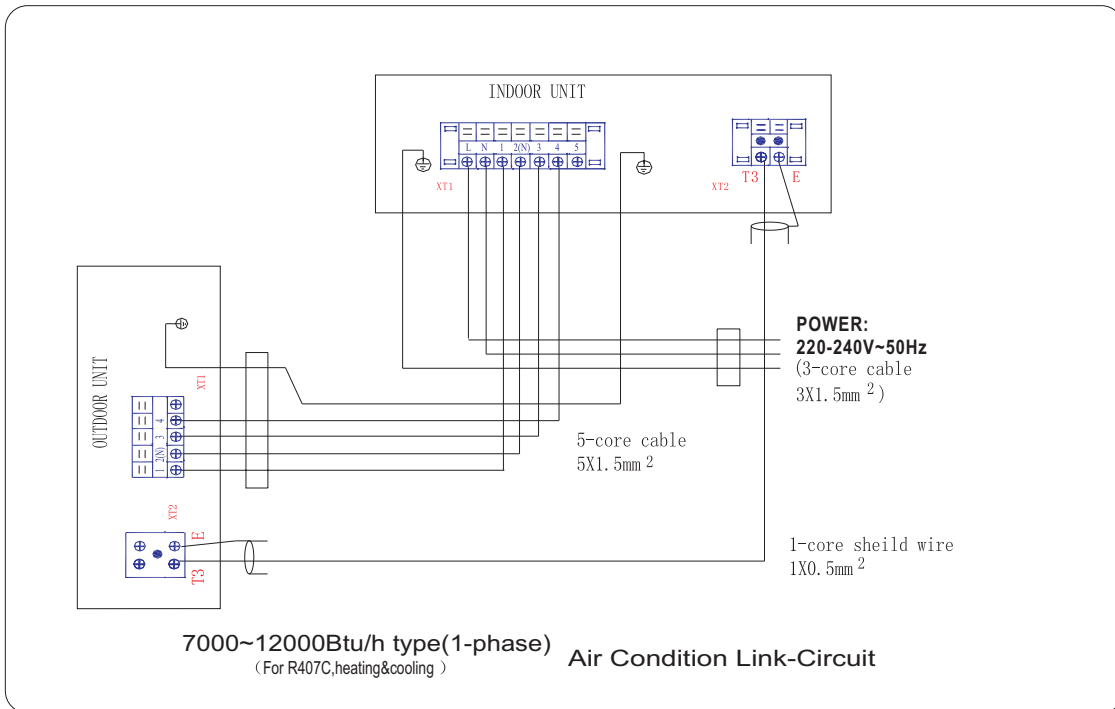 INDOOR UNIT
L N 1 2(N) 3 4 5
XT1
XT2
T3 E
POWER:
220-240V~50Hz
(3-core cable
3X1.5mm 2)
OUTDOOR UNIT
XT1
1 2(N) 3 4
5-core cable
5X1.5mm 2
XT2
E
T3
1-core sheild wire
1X0.5mm 2
7000~12000Btu/h type(1-phase)
(For R407C,heating&cooling )
Air Condition Link-Circuit